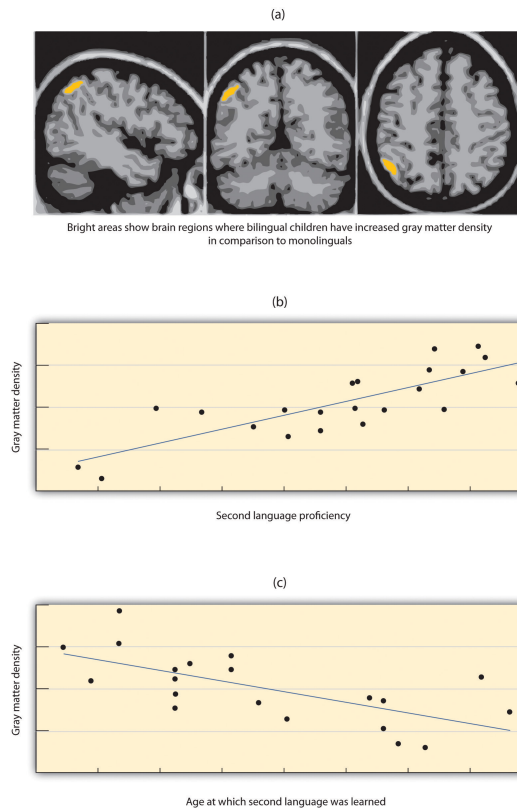 (a)
Bright areas show brain regions where bilingual children have increased gray matter density
in comparison to monolinguals
(b)
Gray matter density
Second language proficiency
(c)
Gray matter density
Age at which second language was learned